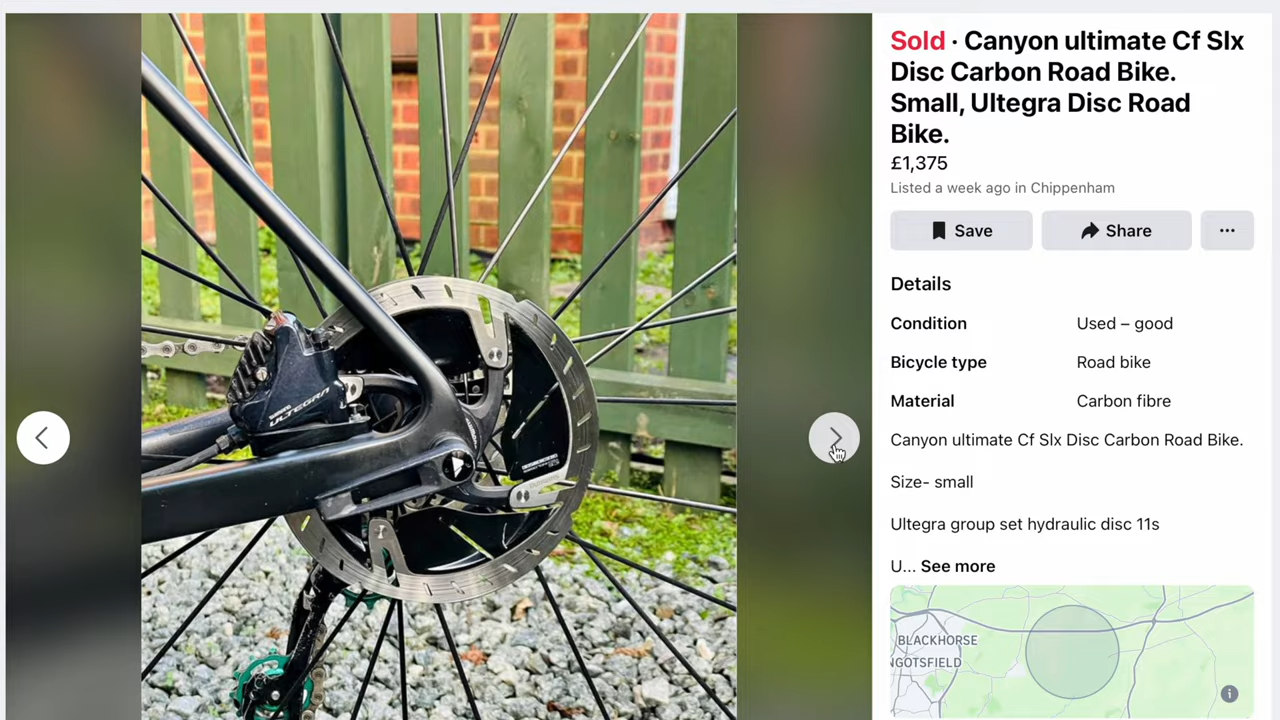 Sold · Canyon ultimate Cf Slx
Disc Carbon Road Bike.
Small, Ultegra Disc Road
Bike.
£1,375
Listed a week ago in Chippenham
Save
Share
Details
Condition
Used – good
Bicycle type
Road bike
Material
Carbon fibre
Canyon ultimate Cf Slx Disc Carbon Road Bike.
Size- small
Ultegra group set hydraulic disc 11s
U... See more
BLACKHORSE
NGOTSFIELD
SHIMANO
ULTEGRA